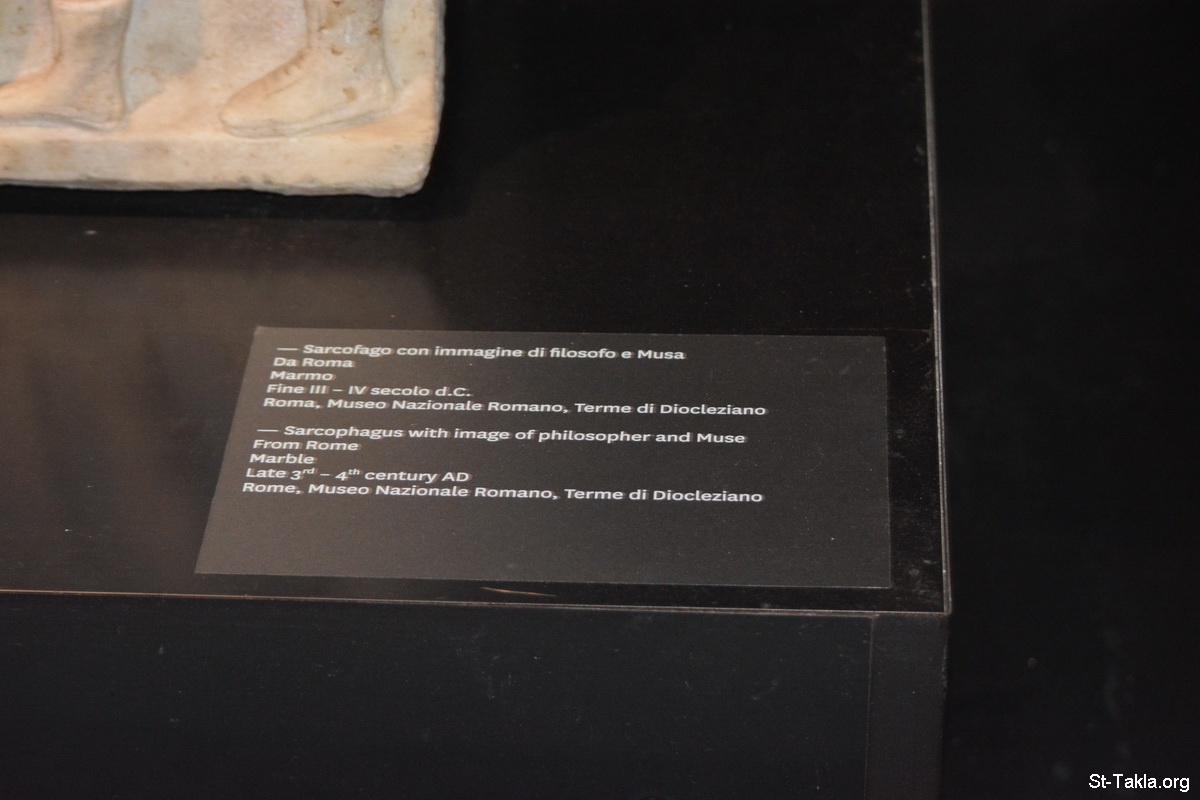 — Sarcofago con immagine di filosofo e Musa
Da Roma
Marmo
Fine III – IV secolo d.C.
Roma, Museo Nazionale Romano, Terme di Diocleziano
— Sarcophagus with image of philosopher and Muse
From Rome
Marble
Late 3rd – 4th century AD
Rome, Museo Nazionale Romano, Terme di Diocleziano
St-Takla.org